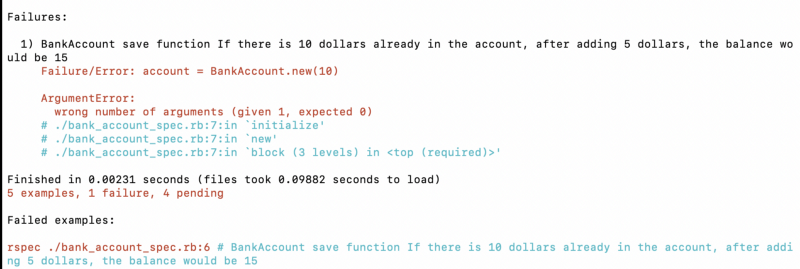 Failures:
1) BankAccount save function If there is 10 dollars already in the account, after adding 5 dollars, the balance wo
uld be 15
Failure/Error: account = BankAccount.new(10)
ArgumentError:
wrong number of arguments (given 1, expected 0)
# ./bank_account_spec.rb:7:in `initialize'
# ./bank_account_spec.rb:7:in `new'
# ./bank_account_spec.rb:7:in `block (3 levels) in <top (required)>'
Finished in 0.00231 seconds (files took 0.09882 seconds to load)
5 examples, 1 failure, 4 pending
Failed examples:
rspec ./bank_account_spec.rb:6 # BankAccount save function If there is 10 dollars already in the account, after addi
ng 5 dollars, the balance would be 15